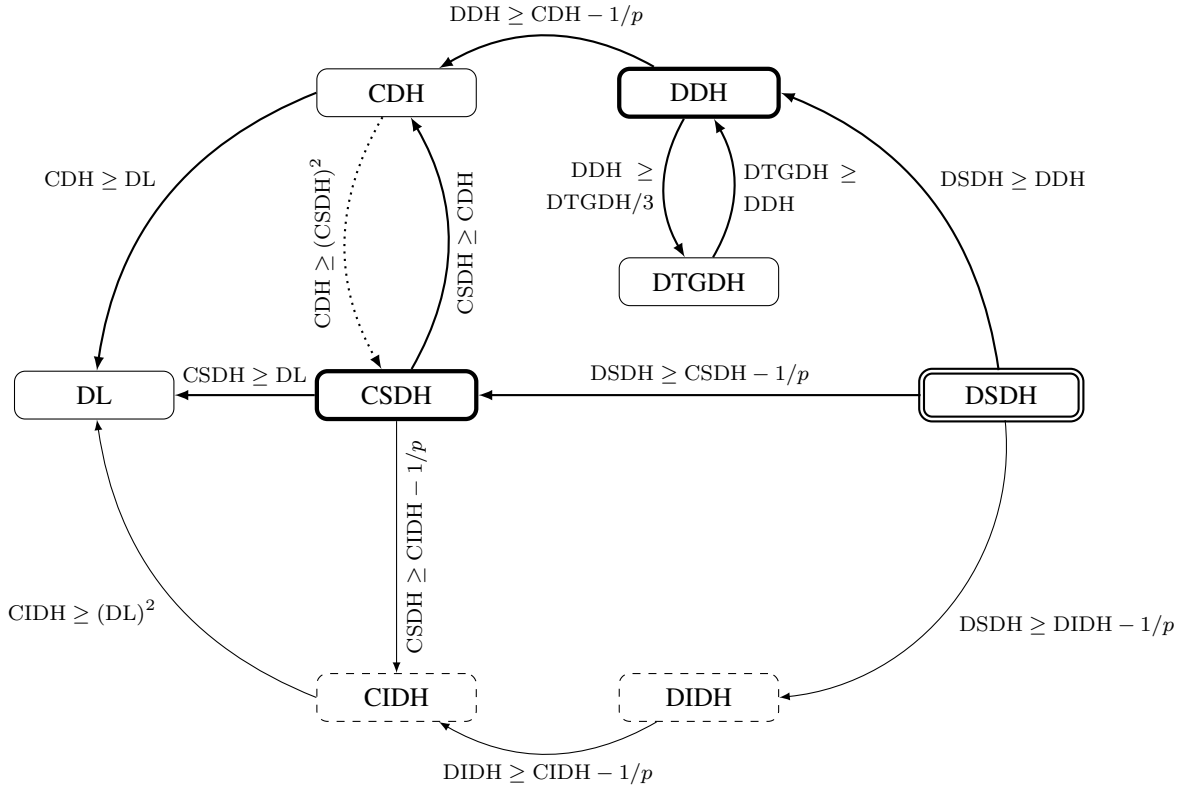 DDH ≥ CDH − 1/p
CDH
DDH
CDH ≥ DL
CDH ≥ (CSDH)²
CSDH ≥ CDH
DDH ≥
DTGDH/3
DTGDH ≥
DDH
DSDH ≥ DDH
DTGDH
DL
CSDH ≥ DL
CSDH
DSDH ≥ CSDH − 1/p
DSDH
CSDH ≥ CIDH − 1/p
CIDH ≥ (DL)²
DSDH ≥ DIDH − 1/p
CIDH
DIDH
DIDH ≥ CIDH − 1/p